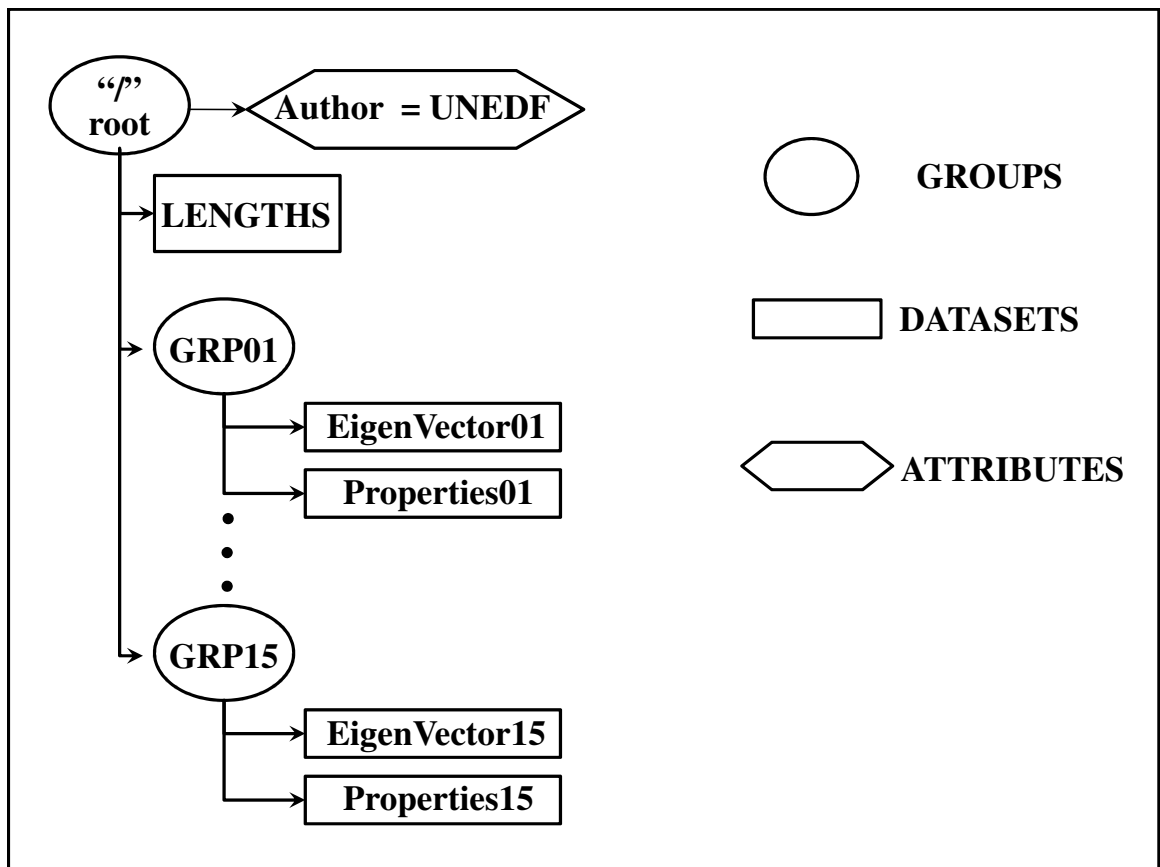 “/”
root
Author = UNEDF
LENGTHS
GRP01
EigenVector01
Properties01
GRP15
EigenVector15
Properties15
GROUPS
DATASETS
ATTRIBUTES